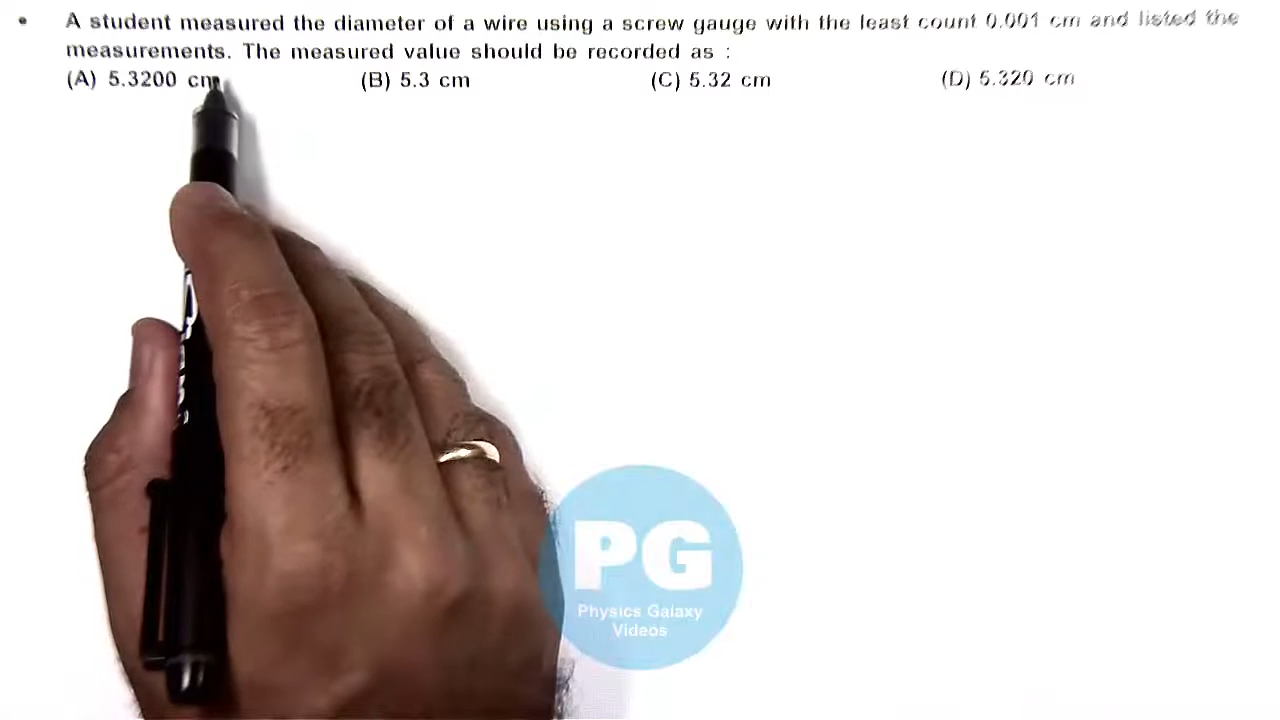 • A student measured the diameter of a wire using a screw gauge with the least count 0.001 cm and listed the
measurements. The measured value should be recorded as :
(A) 5.3200 cm (B) 5.3 cm (C) 5.32 cm (D) 5.320 cm
PG
Physics Galaxy
Videos